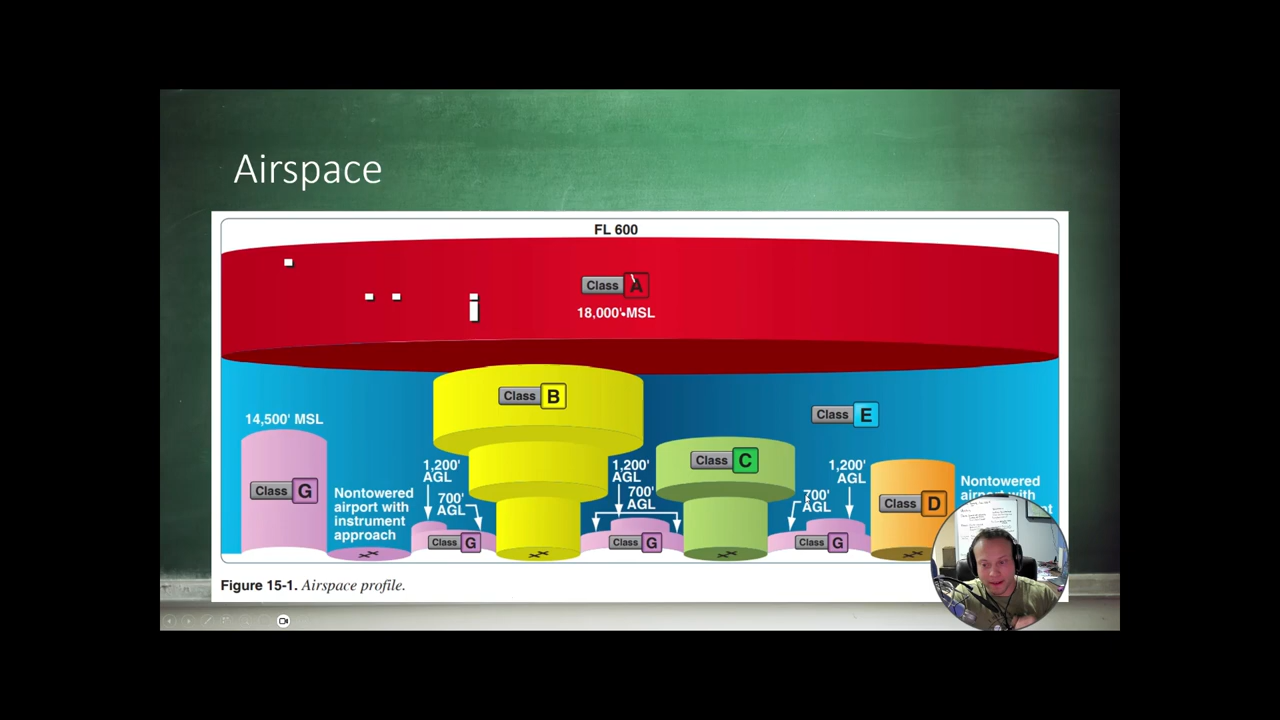 Airspace
FL 600
Class A
18,000' MSL
Class B
Class E
14,500' MSL
Class C
1,200'
AGL
1,200'
AGL
1,200'
AGL
Class G
Nontowered
airport with
instrument
approach
700'
AGL
700'
AGL
700'
AGL
Class D
Nontowered
airport with
Class G
Class G
Class G
Figure 15-1. Airspace profile.